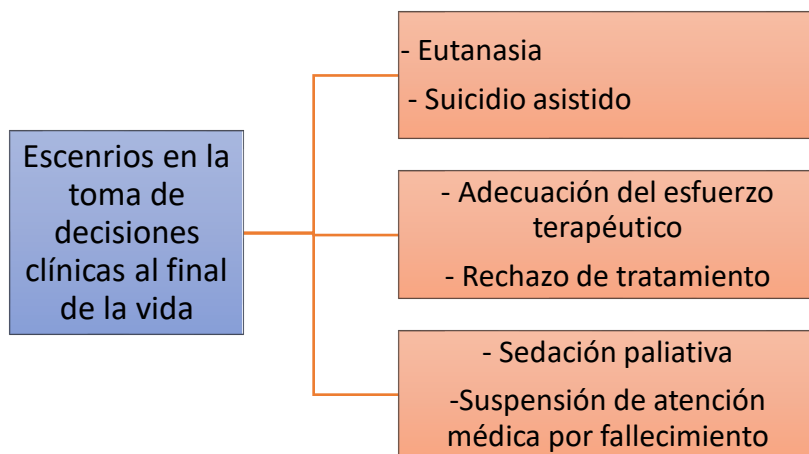 Escenrios en la
toma de
decisiones
clínicas al final
de la vida
- Eutanasia
- Suicidio asistido
- Adecuación del esfuerzo
terapéutico
- Rechazo de tratamiento
- Sedación paliativa
-Suspensión de atención
médica por fallecimiento